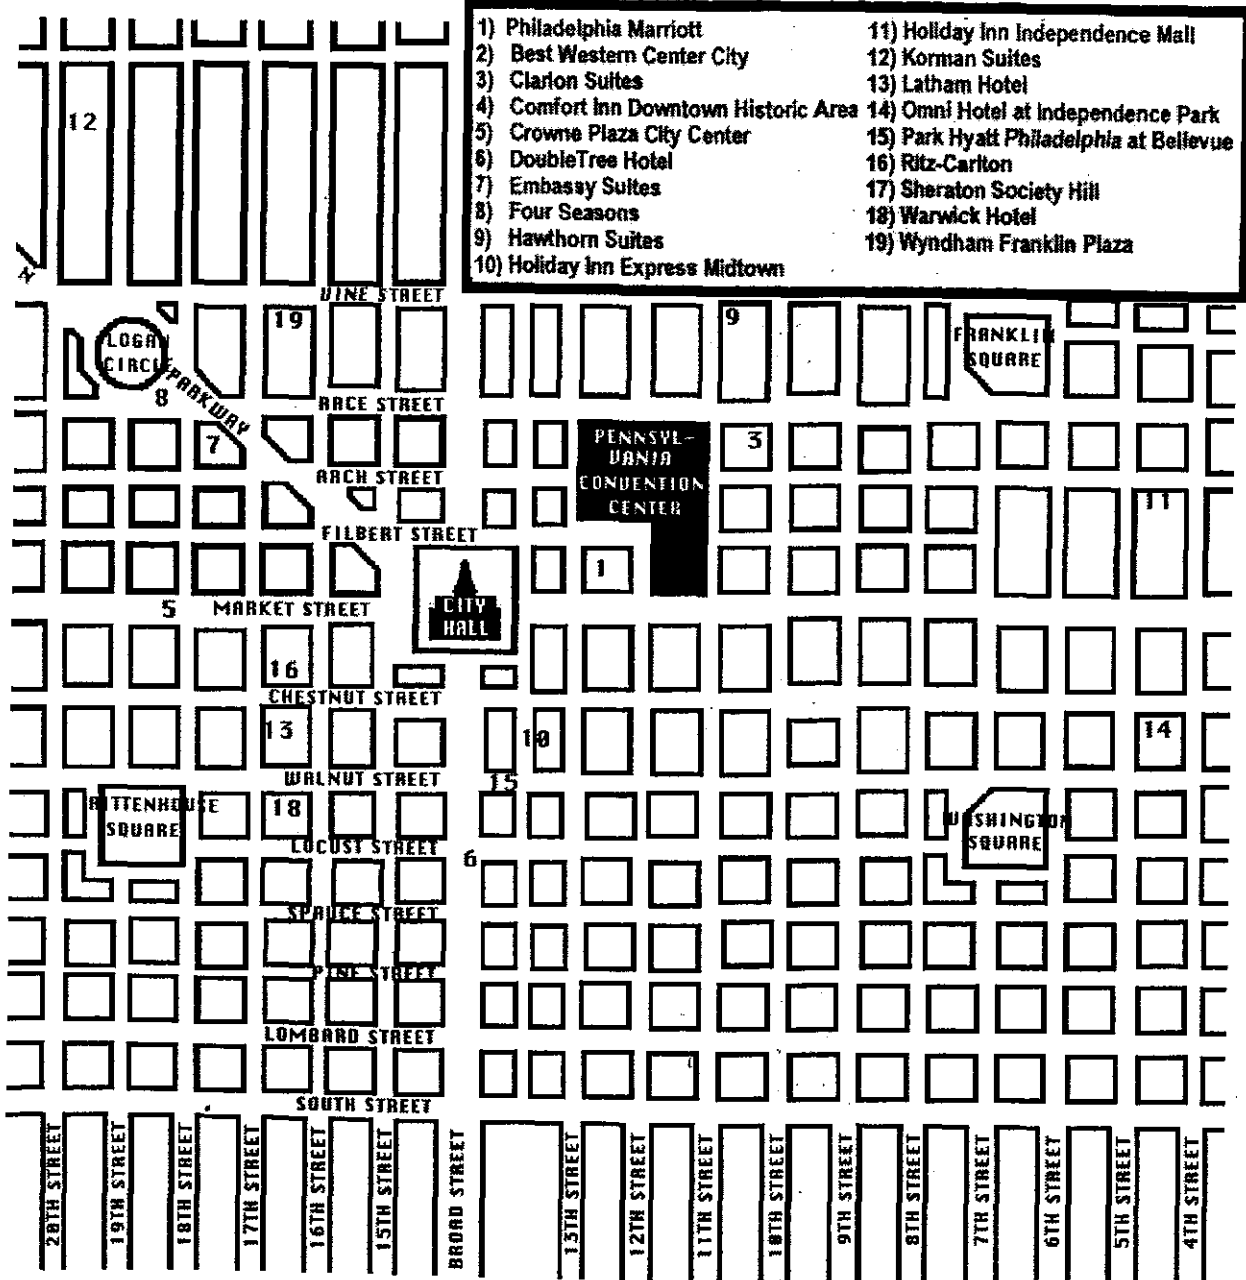 1) Philadelphia Marriott
2) Best Western Center City
3) Clarion Suites
4) Comfort Inn Downtown Historic Area
5) Crowne Plaza City Center
6) DoubleTree Hotel
7) Embassy Suites
8) Four Seasons
9) Hawthorn Suites
10) Holiday Inn Express Midtown
11) Holiday Inn Independence Mall
12) Korman Suites
13) Latham Hotel
14) Omni Hotel at Independence Park
15) Park Hyatt Philadelphia at Bellevue
16) Ritz-Carlton
17) Sheraton Society Hill
18) Warwick Hotel
19) Wyndham Franklin Plaza
12
N
VINE STREET
19
9
LOGAN
CIRCLE
FRANKLIN
SQUARE
PARKWAY
8
RACE STREET
7
PENNSYL-
VANIA
CONVENTION
CENTER
3
ARCH STREET
11
FILBERT STREET
1
5
MARKET STREET
CITY
HALL
16
CHESTNUT STREET
13
10
14
WALNUT STREET
15
RITTENHOUSE
SQUARE
18
WASHINGTON
SQUARE
LOCUST STREET
6
SPRUCE STREET
PINE STREET
LOMBARD STREET
SOUTH STREET
20TH STREET
19TH STREET
18TH STREET
17TH STREET
16TH STREET
15TH STREET
BROAD STREET
13TH STREET
12TH STREET
11TH STREET
10TH STREET
9TH STREET
8TH STREET
7TH STREET
6TH STREET
5TH STREET
4TH STREET